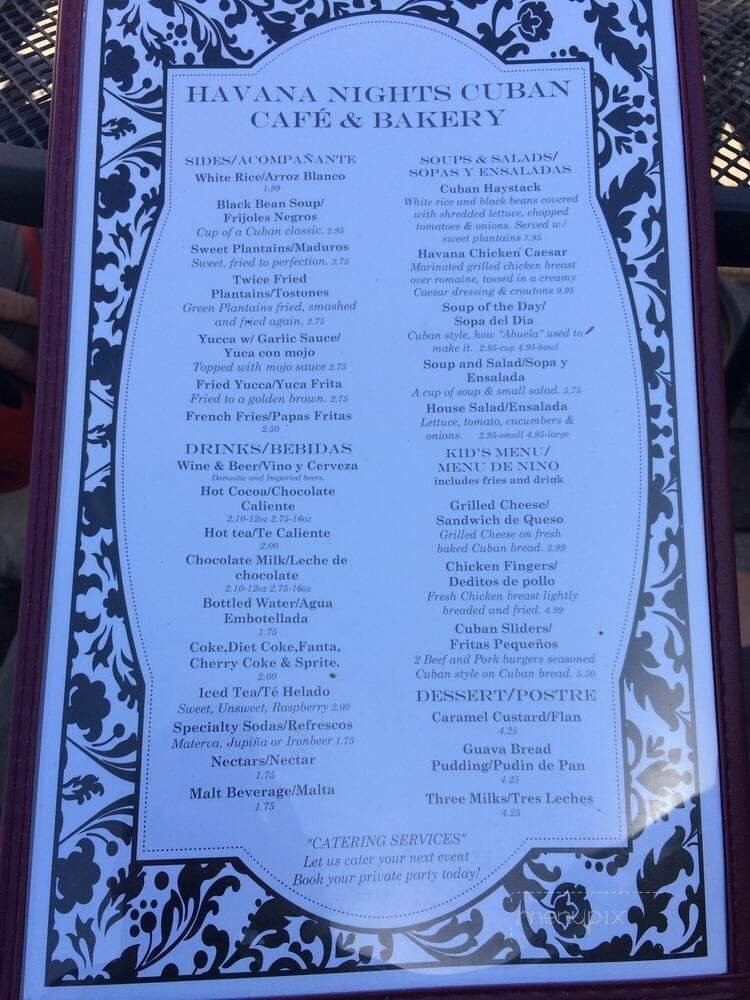 HAVANA NIGHTS CUBAN
CAFÉ & BAKERY
SIDES/ACOMPAÑANTE
White Rice/Arroz Blanco
1.99
Black Bean Soup/
Frijoles Negros
Cup of a Cuban classic. 2.95
Sweet Plantains/Maduros
Sweet, fried to perfection. 2.75
Twice Fried
Plantains/Tostones
Green Plantains fried, smashed
and fried again. 2.75
Yucca w/ Garlic Sauce/
Yuca con mojo
Topped with mojo sauce 2.75
Fried Yucca/Yuca Frita
Fried to a golden brown. 2.75
French Fries/Papas Fritas
2.50
DRINKS/BEBIDAS
Wine & Beer/Vino y Cerveza
Domestic and Imported beers.
Hot Cocoa/Chocolate
Caliente
2.10-12oz 2.75-16oz
Hot tea/Te Caliente
2.00
Chocolate Milk/Leche de
chocolate
2.10-12oz 2.75-16oz
Bottled Water/Agua
Embotellada
1.75
Coke,Diet Coke,Fanta,
Cherry Coke & Sprite.
2.00
Iced Tea/Té Helado
Sweet, Unsweet, Raspberry 2.00
Specialty Sodas/Refrescos
Materva, Jupiña or Ironbeer 1.75
Nectars/Nectar
1.75
Malt Beverage/Malta
1.75
SOUPS & SALADS/
SOPAS Y ENSALADAS
Cuban Haystack
White rice and black beans covered
with shredded lettuce, chopped
tomatoes & onions. Served w/
sweet plantains 7.95
Havana Chicken Caesar
Marinated grilled chicken breast
over romaine, tossed in a creamy
Caesar dressing & croutons 9.95
Soup of the Day/
Sopa del Dia
Cuban style, how "Abuela" used to
make it. 2.95-cup 4.95-bowl
Soup and Salad/Sopa y
Ensalada
A cup of soup & small salad. 5.75
House Salad/Ensalada
Lettuce, tomato, cucumbers &
onions. 2.95-small 4.95-large
KID'S MENU/
MENU DE NINO
includes fries and drink
Grilled Cheese/
Sandwich de Queso
Grilled Cheese on fresh
baked Cuban bread. 3.99
Chicken Fingers/
Deditos de pollo
Fresh Chicken breast lightly
breaded and fried. 4.99
Cuban Sliders/
Fritas Pequeños
2 Beef and Pork burgers seasoned
Cuban style on Cuban bread. 5.50
DESSERT/POSTRE
Caramel Custard/Flan
4.25
Guava Bread
Pudding/Pudin de Pan
4.25
Three Milks/Tres Leches
4.25
"CATERING SERVICES"
Let us cater your next event
Book your private party today!
menupix